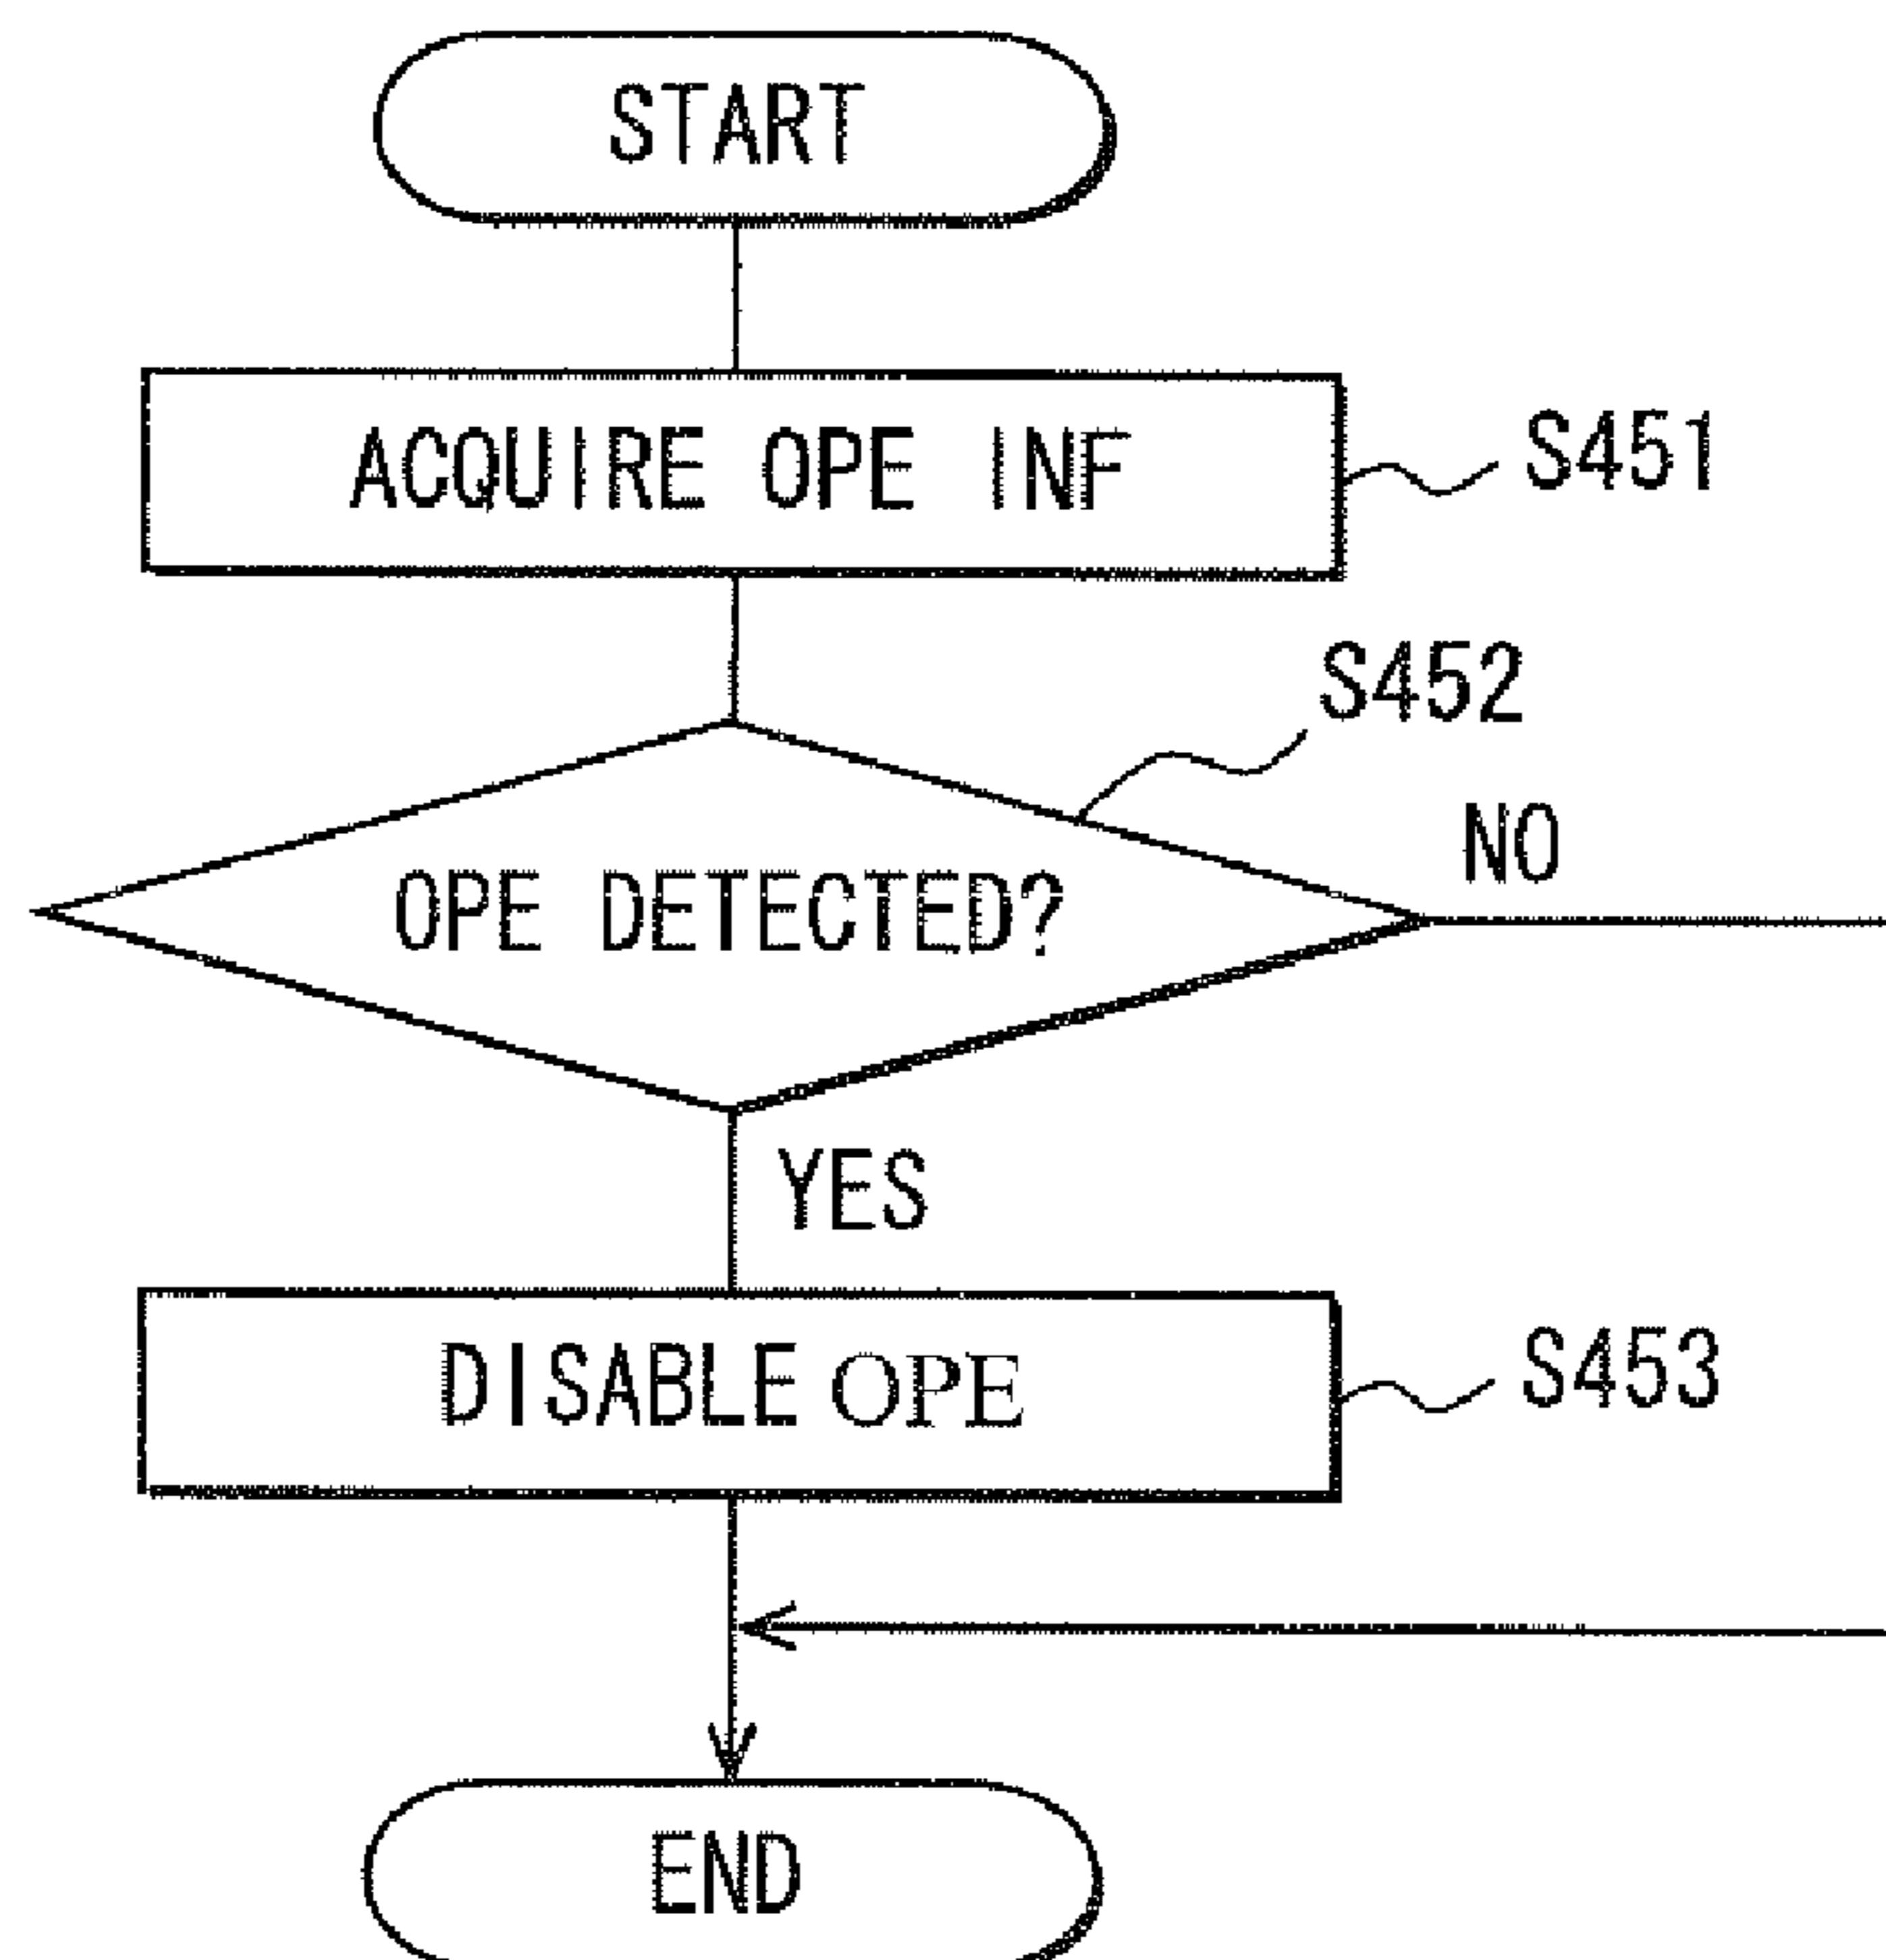 START
ACQUIRE OPE INF
S451
S452
OPE DETECTED?
NO
YES
DISABLE OPE
S453
END